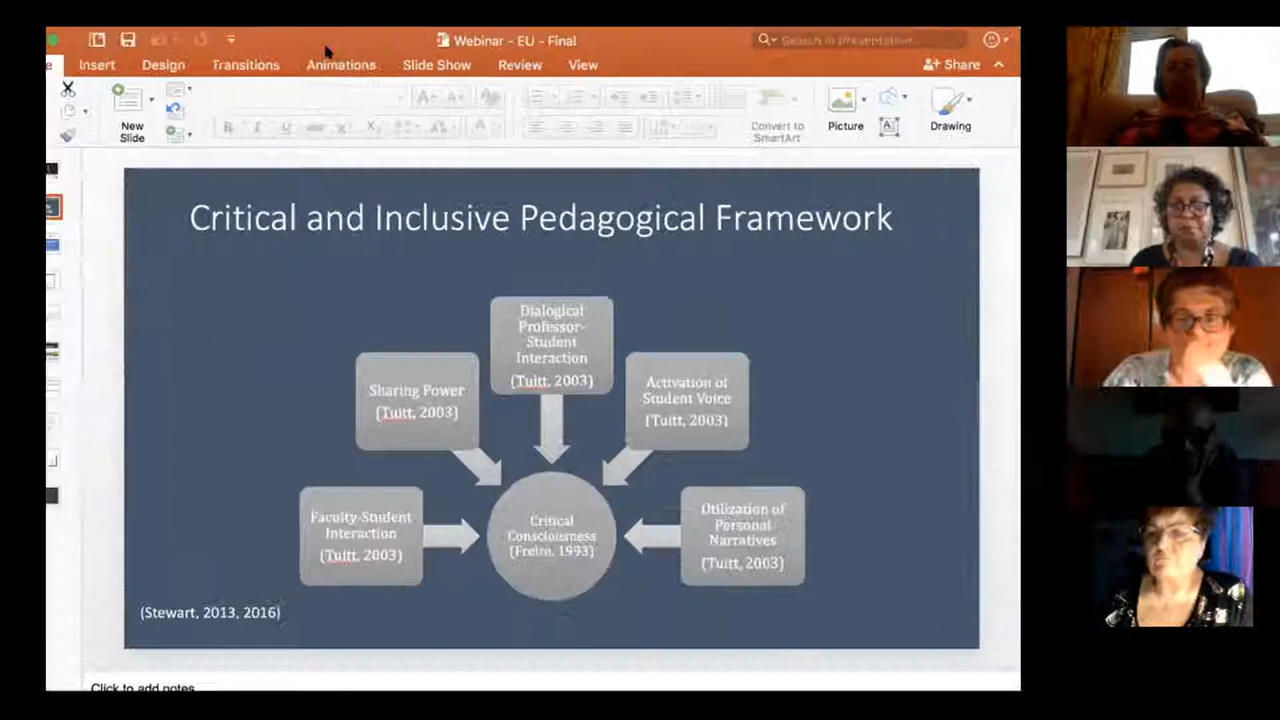 Webinar - EU - Final
Search in Presentation
Insert
Design
Transitions
Animations
Slide Show
Review
View
Share
New
Slide
Convert to
SmartArt
Picture
Drawing
Critical and Inclusive Pedagogical Framework
Dialogical
Professor-
Student
Interaction
(Tuitt, 2003)
Sharing Power
(Tuitt, 2003)
Activation of
Student Voice
(Tuitt, 2003)
Faculty-Student
Interaction
(Tuitt, 2003)
Critical
Consciousness
(Freire, 1993)
Utilization of
Personal
Narratives
(Tuitt, 2003)
(Stewart, 2013, 2016)
Click to add notes